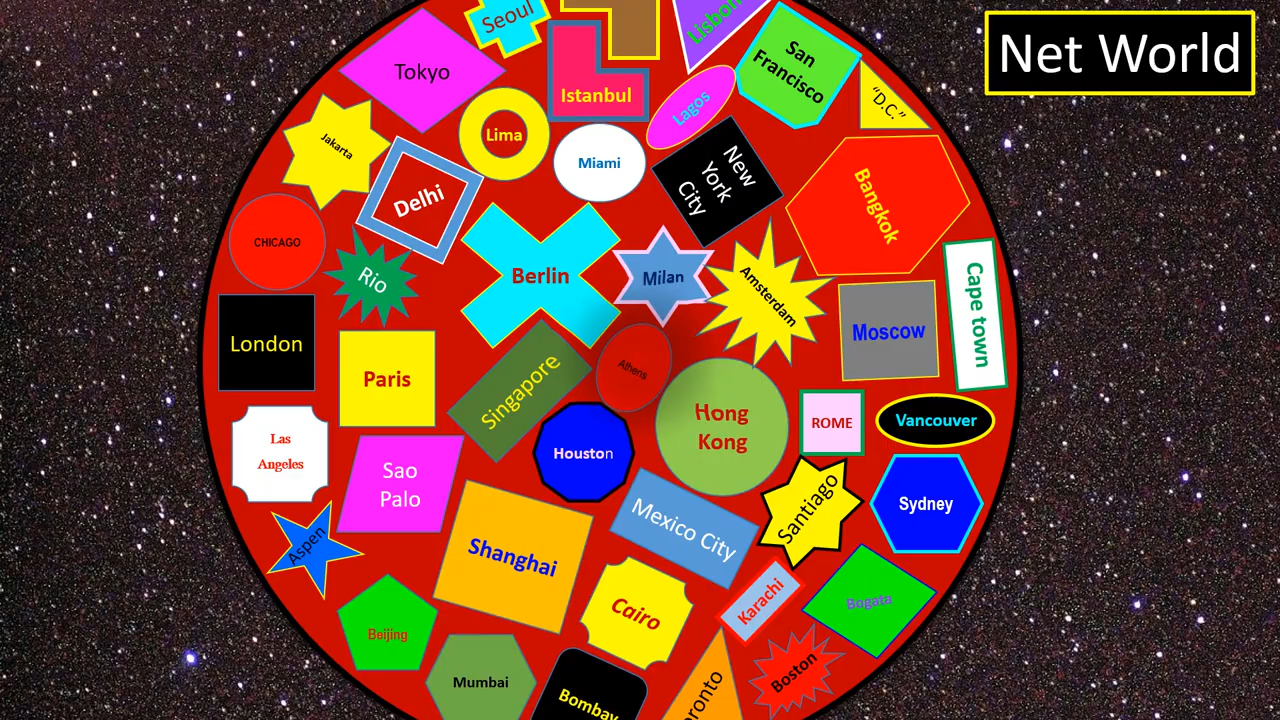 Seoul
Lisbon
Net World
Tokyo
San
Francisco
Istanbul
Lagos
"D.C."
Lima
Jakarta
Miami
New
York
City
Delhi
Bangkok
CHICAGO
Rio
Berlin
Milan
Amsterdam
Cape town
London
Moscow
Paris
Singapore
Athens
Hong
Kong
ROME
Vancouver
Las
Angeles
Houston
Sao
Palo
Santiago
Sydney
Mexico City
Aspen
Shanghai
Cairo
Karachi
Bogata
Beijing
Boston
Mumbai
Bombay
ronto